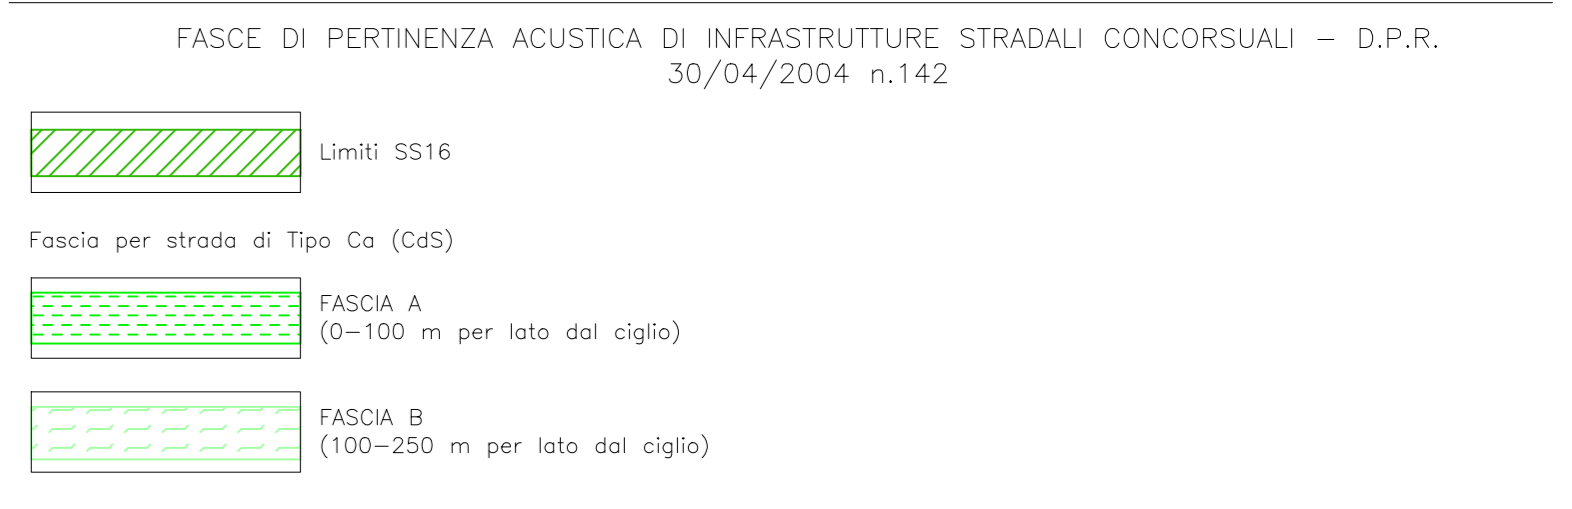 FASCE DI PERTINENZA ACUSTICA DI INFRASTRUTTURE STRADALI CONCORSUALI – D.P.R.
30/04/2004 n.142
Limiti SS16
Fascia per strada di Tipo Ca (CdS)
FASCIA A
(0–100 m per lato dal ciglio)
FASCIA B
(100–250 m per lato dal ciglio)